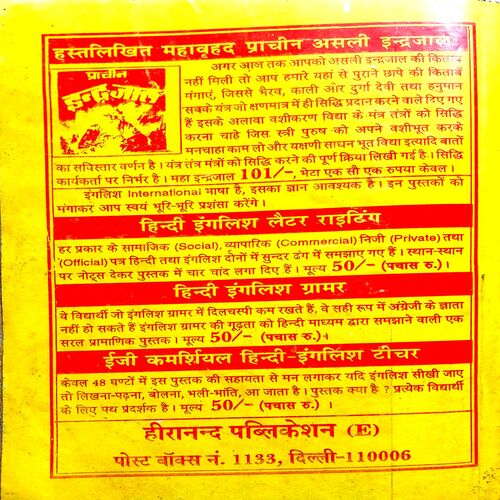 हस्तलिखित महावृहद प्राचीन असली इन्द्रजाल
प्राचीन
इन्द्रजाल
अगर आज तक आपको असली इन्द्रजाल की किताब
नहीं मिली तो आप हमारे यहां से पुराने छापे की किताब
मंगाएं, जिससे भैरव, काली और दुर्गा देवी तथा हनुमान
सबके यंत्र जो क्षणमात्र में ही सिद्धि प्रदान करने वाले दिए गए
हैं इसके अलावा वशीकरण विद्या के मंत्र तंत्रों को सिद्धि
करना चाहे जिस स्त्री पुरुष को अपने वशीभूत करके
मनचाहा काम लो और यक्षणी साधन भूत विद्या इत्यादि बातों
का सविस्तार वर्णन है। यंत्र तंत्र मंत्रों को सिद्धि करने की पूर्ण क्रिया लिखी गई है। सिद्धि
कार्यकर्ता पर निर्भर है। महा इन्द्रजाल 101/-, भेटा एक सौ एक रुपया केवल।
इंगलिश International भाषा है, इसका ज्ञान आवश्यक है। इन पुस्तकों को
मंगाकर आप स्वयं भूरि-भूरि प्रशंसा करेंगे।
हिन्दी इंगलिश लैटर राइटिंग
हर प्रकार के सामाजिक (Social), व्यापारिक (Commercial) निजी (Private) तथा
(Official) पत्र हिन्दी तथा इंगलिश दोनों में सुन्दर ढंग में समझाए गए हैं। स्थान-स्थान
पर नोट्स देकर पुस्तक में चार चांद लगा दिए हैं। मूल्य 50/- (पचास रु.)।
हिन्दी इंगलिश ग्रामर
वे विद्यार्थी जो इंगलिश ग्रामर में दिलचस्पी कम रखते हैं, वे सही रूप में अंग्रेजी के ज्ञाता
नहीं हो सकते हैं इंगलिश ग्रामर की गूढ़ता को हिन्दी माध्यम द्वारा समझाने वाली एक
सरल प्रामाणिक पुस्तक। मूल्य 50/- (पचास रु.)।
ईजी कमर्शियल हिन्दी-इंगलिश टीचर
केवल 48 घण्टों में इस पुस्तक की सहायता से मन लगाकर यदि इंगलिश सीखी जाए
तो लिखना-पढ़ना, बोलना, भली-भांति, आ जाता है। पुस्तक क्या है ? प्रत्येक विद्यार्थी
के लिए पथ प्रदर्शक है। मूल्य 50/- (पचास रु.)।
हीरानन्द पब्लिकेशन (E)
पोस्ट बॉक्स नं. 1133, दिल्ली-110006